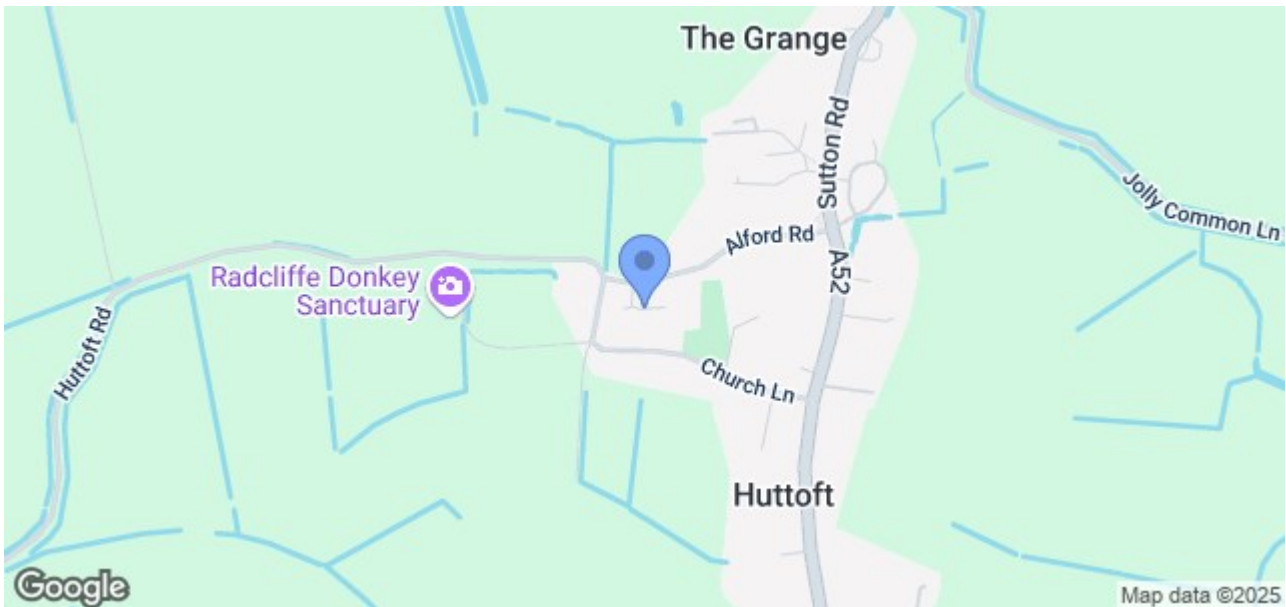 The Grange
Sutton Rd
Jolly Common Ln
Alford Rd
Radcliffe Donkey
Sanctuary
A52
Huttoft Rd
Church Ln
Huttoft
Google
Map data ©2025